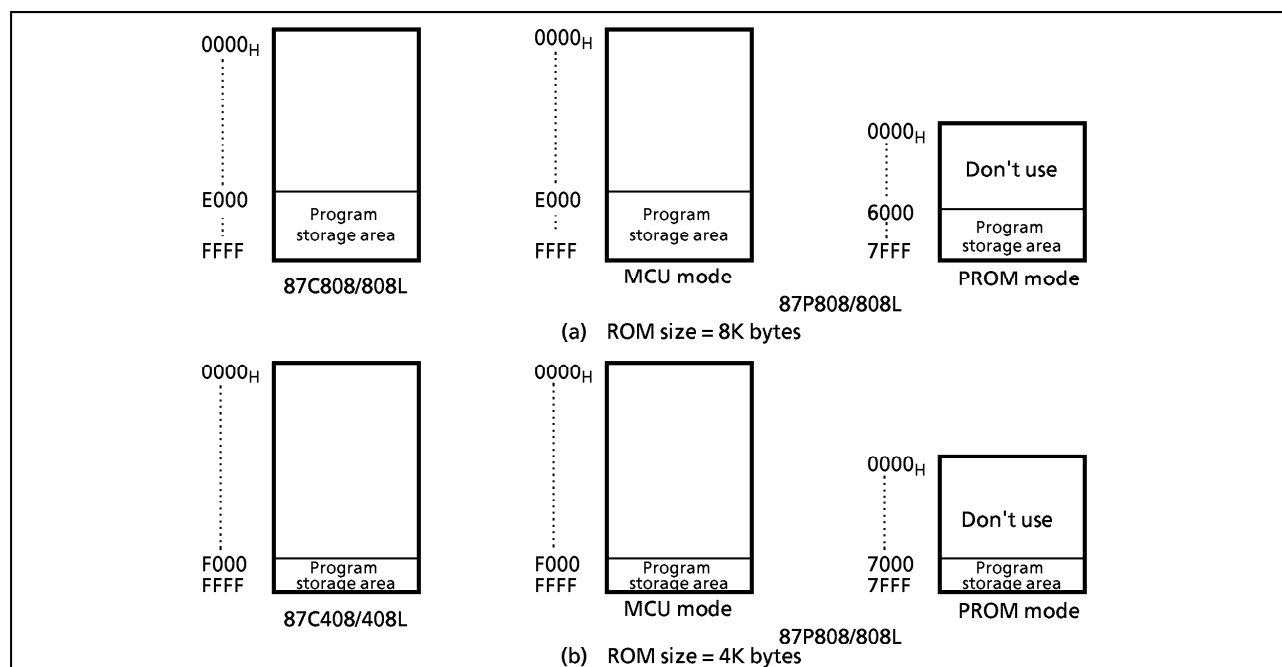 0000H
E000
FFFF
Program
storage area
87C808/808L
0000H
E000
FFFF
Program
storage area
MCU mode
0000H
6000
7FFF
Don't use
Program
storage area
PROM mode
87P808/808L
(a) ROM size = 8K bytes
0000H
F000
FFFF
Program
storage area
87C408/408L
0000H
F000
FFFF
Program
storage area
MCU mode
0000H
7000
7FFF
Don't use
Program
storage area
PROM mode
87P808/808L
(b) ROM size = 4K bytes